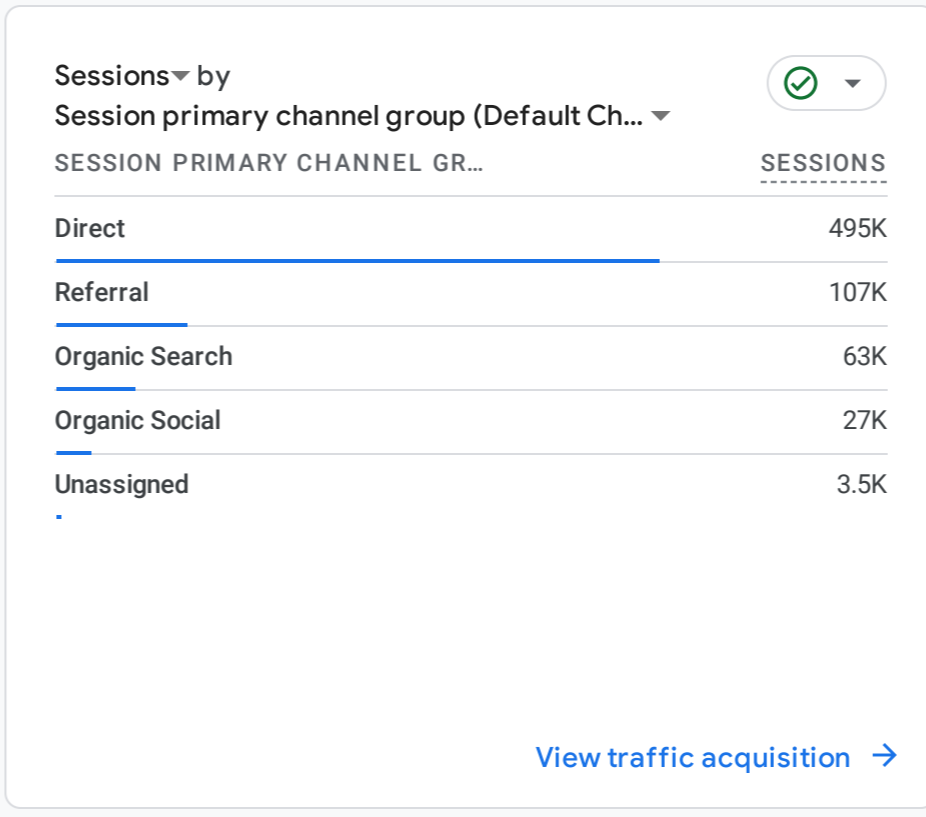 Sessions by
Session primary channel group (Default Ch...
SESSION PRIMARY CHANNEL GR... SESSIONS
Direct 495K
Referral 107K
Organic Search 63K
Organic Social 27K
Unassigned 3.5K
View traffic acquisition